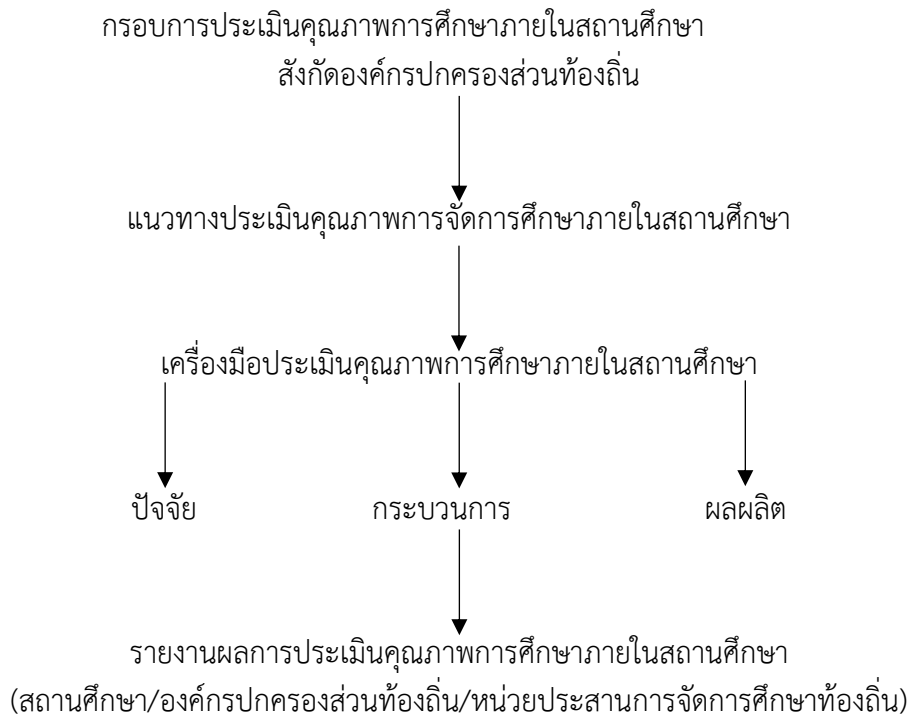 กรอบการประเมินคุณภาพการศึกษาภายในสถานศึกษา
สังกัดองค์กรปกครองส่วนท้องถิ่น
แนวทางประเมินคุณภาพการจัดการศึกษาภายในสถานศึกษา
เครื่องมือประเมินคุณภาพการศึกษาภายในสถานศึกษา
ปัจจัย กระบวนการ ผลผลิต
รายงานผลการประเมินคุณภาพการศึกษาภายในสถานศึกษา
(สถานศึกษา/องค์กรปกครองส่วนท้องถิ่น/หน่วยประสานการจัดการศึกษาท้องถิ่น)